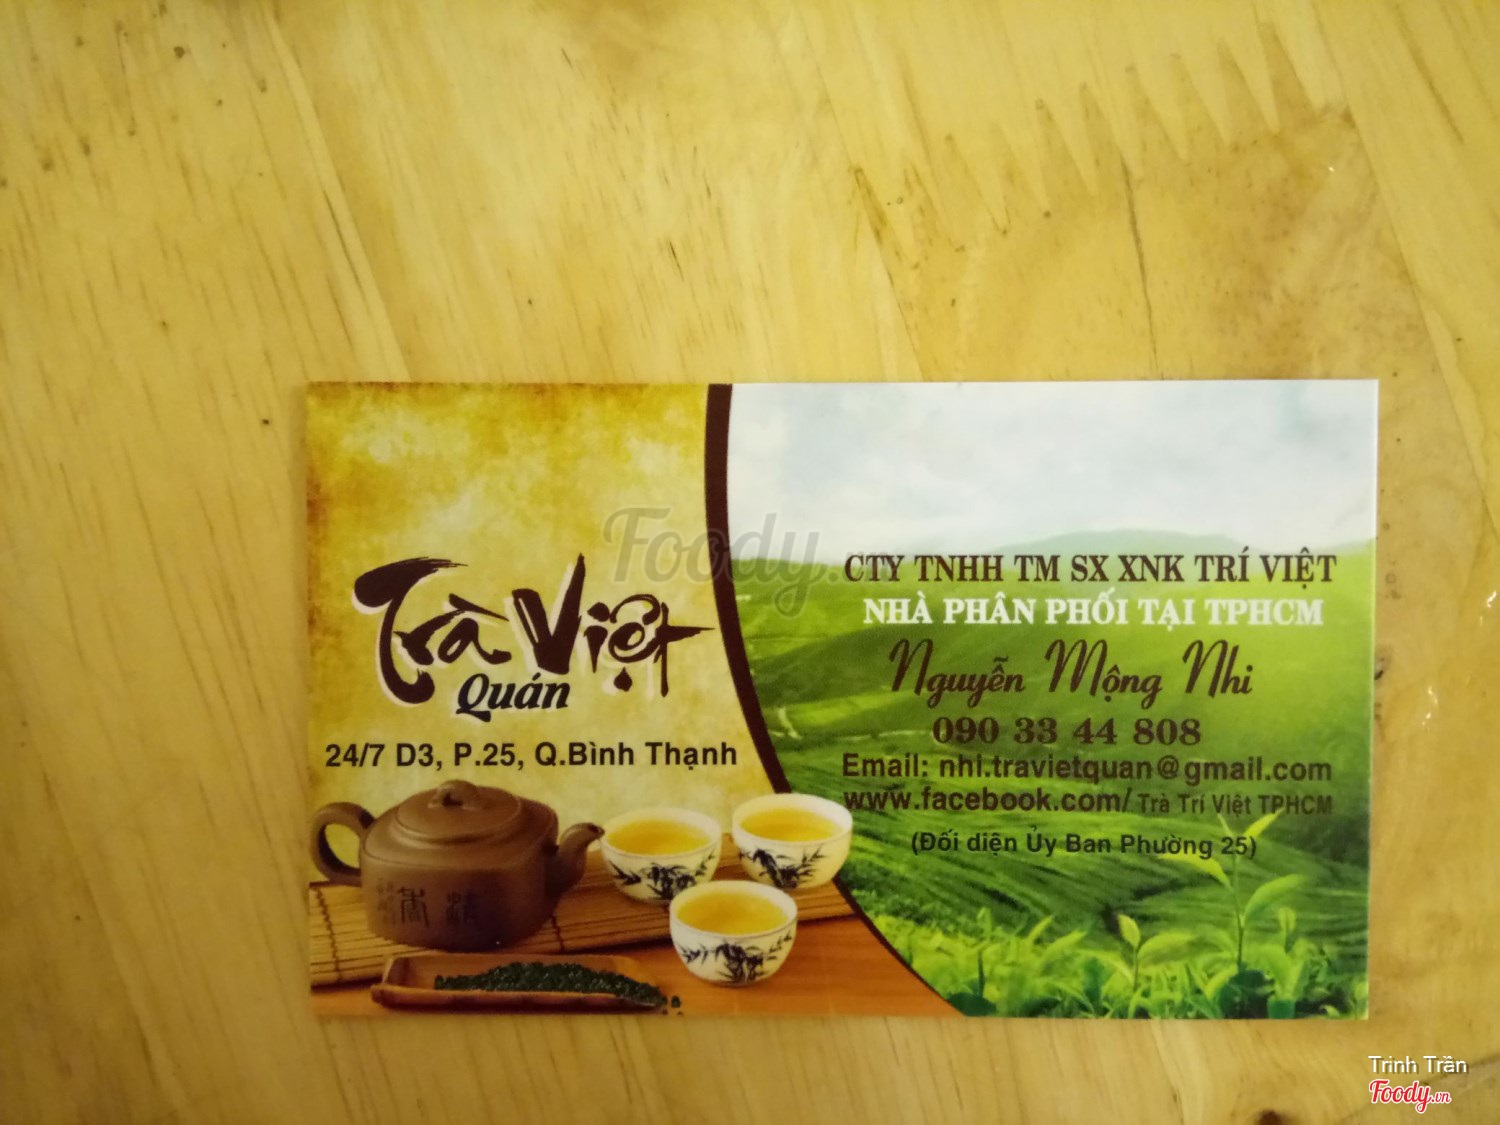 Trà Việt
Quán
24/7 D3, P.25, Q.Bình Thạnh
CTY TNHH TM SX XNK TRÍ VIỆT
NHÀ PHÂN PHỐI TẠI TPHCM
Nguyễn Mộng Nhi
090 33 44 808
Email: nhi.travietquan@gmail.com
www.facebook.com/ Trà Trí Việt TPHCM
(Đối diện Ủy Ban Phường 25)
Foody.vn
Trinh Trần
Foody.vn